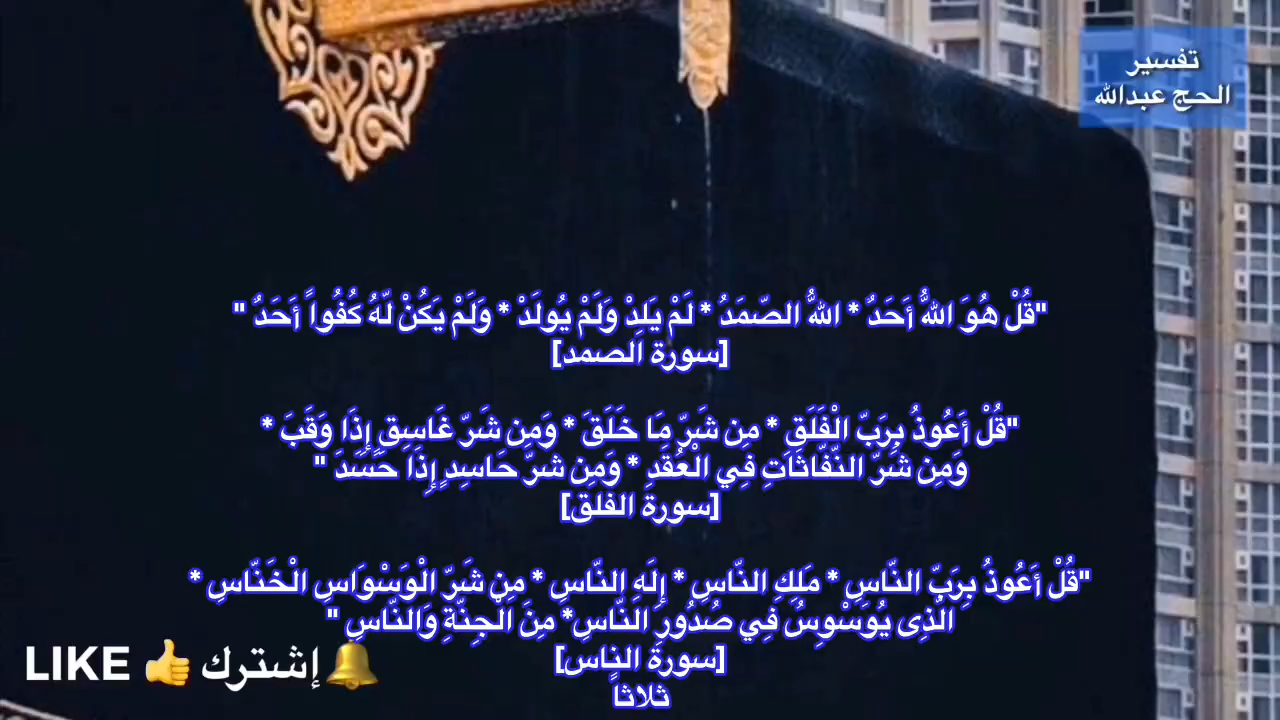 تفسير
الحج عبدالله
"قُلْ هُوَ اللهُ أَحَدٌ * اللهُ الصّمَدُ * لَمْ يَلِدْ وَلَمْ يُولَدْ * وَلَمْ يَكُنْ لّهُ كُفُواً أَحَدٌ "
[سورة الصمد]
"قُلْ أَعُوذُ بِرَبّ الْفَلَقِ * مِن شَرّ مَا خَلَقَ * وَمِن شَرّ غَاسِقٍ إِذَا وَقَبَ *
وَمِن شَرّ النّفّاثَاتِ فِي الْعُقَدِ * وَمِن شرّ حَاسِدٍ إِذَا حَسَدَ "
[سورة الفلق]
"قُلْ أَعُوذُ بِرَبّ النّاسِ * مَلِكِ النّاسِ * إِلَهِ النّاسِ * مِن شَرّ الْوَسْوَاسِ الْخَنّاسِ *
الّذِى يُوَسْوِسُ فِي صُدُورِ النّاسِ* مِنَ الْجِنّةِ وَالنّاسِ "
[سورة الناس]
ثلاثاً
LIKE 👍 إشترك🔔